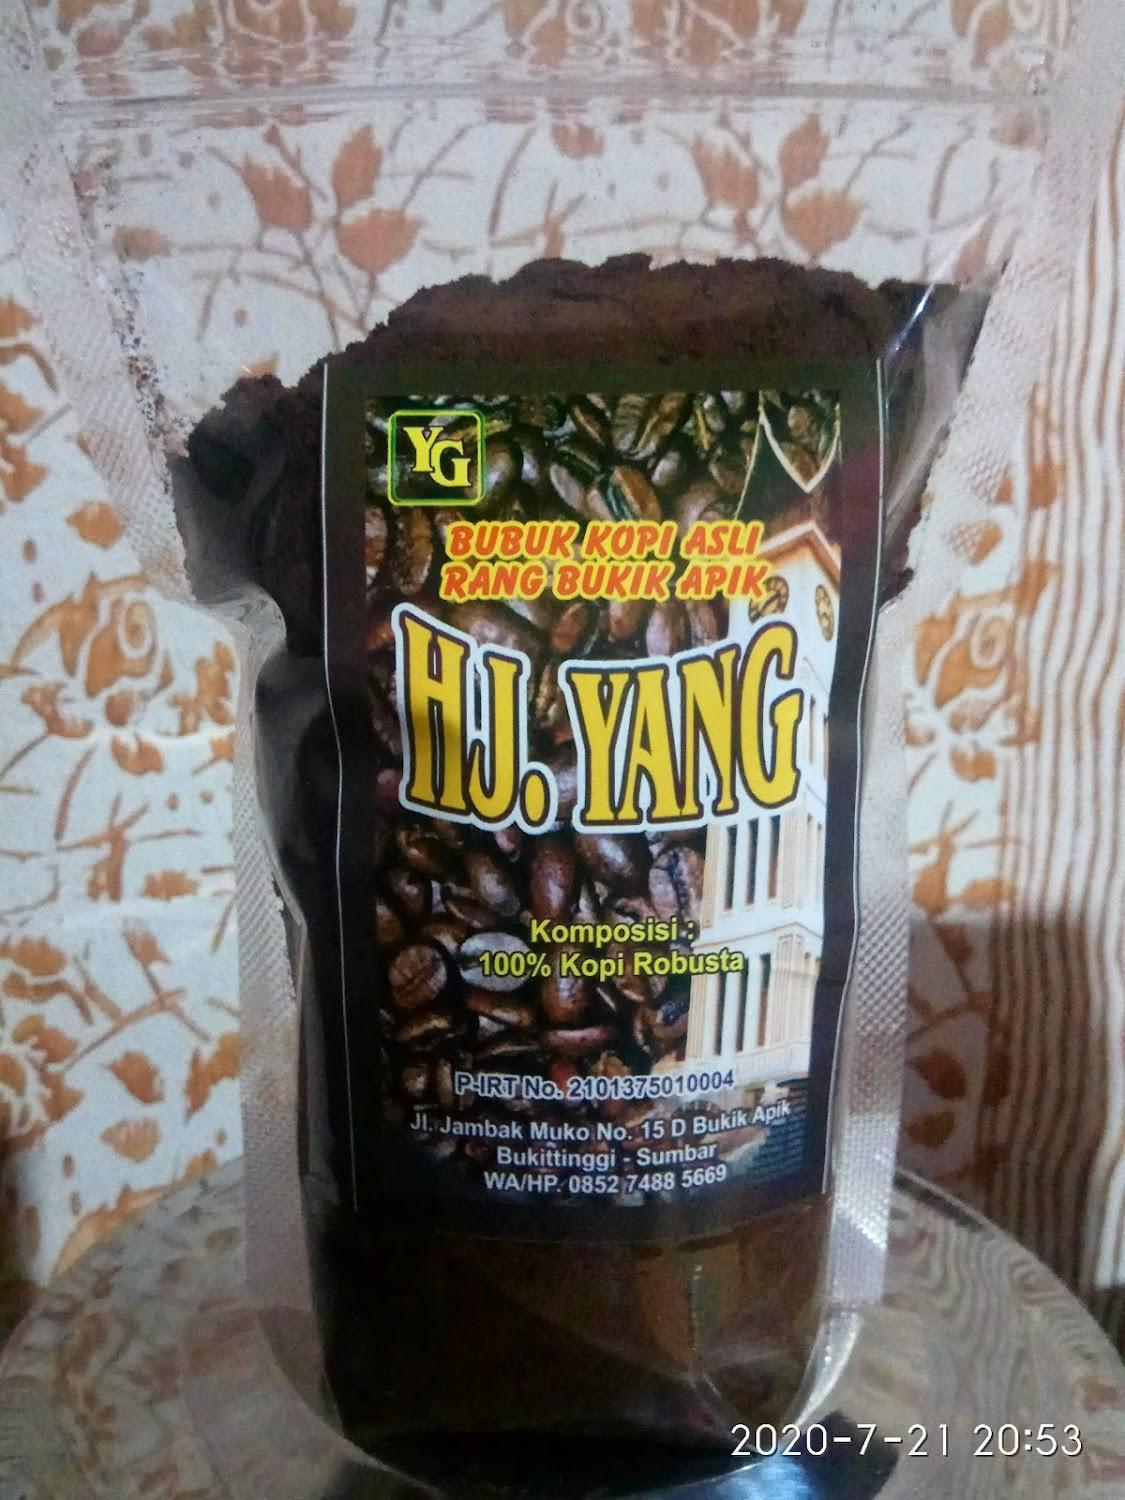 YG
BUBUK KOPI ASLI
RANG BUKIK APIK
HJ. YANG
Komposisi :
100% Kopi Robusta
P-IRT No. 2101375010004
Jl. Jambak Muko No. 15 D Bukik Apik
Bukittinggi - Sumbar
WA/HP. 0852 7488 5669
2020-7-21 20:53